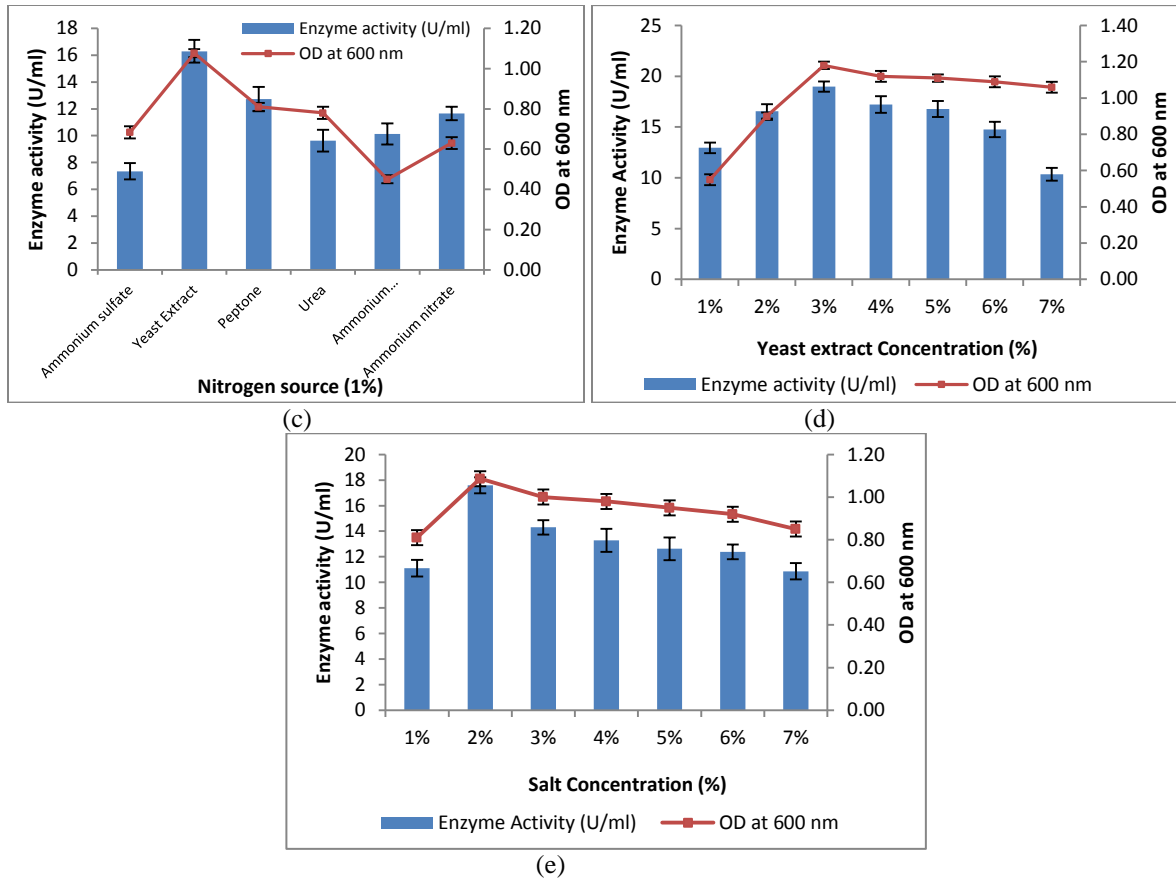 Enzyme activity (U/ml)
18
16
14
12
10
8
6
4
2
0
Enzyme activity (U/ml)
OD at 600 nm
1.20
1.00
0.80
0.60
0.40
0.20
0.00
OD at 600 nm
Ammonium sulfate
Yeast Extract
Peptone
Urea
Ammonium...
Ammonium nitrate
Nitrogen source (1%)
(c)
Enzyme Activity (U/ml)
25
20
15
10
5
0
1.40
1.20
1.00
0.80
0.60
0.40
0.20
0.00
OD at 600 nm
1% 2% 3% 4% 5% 6% 7%
Yeast extract Concentration (%)
Enzyme activity (U/ml) OD at 600 nm
(d)
Enzyme activity (U/ml)
20
18
16
14
12
10
8
6
4
2
0
1.20
1.00
0.80
0.60
0.40
0.20
0.00
OD at 600 nm
1% 2% 3% 4% 5% 6% 7%
Salt Concentration (%)
Enzyme Activity (U/ml) OD at 600 nm
(e)